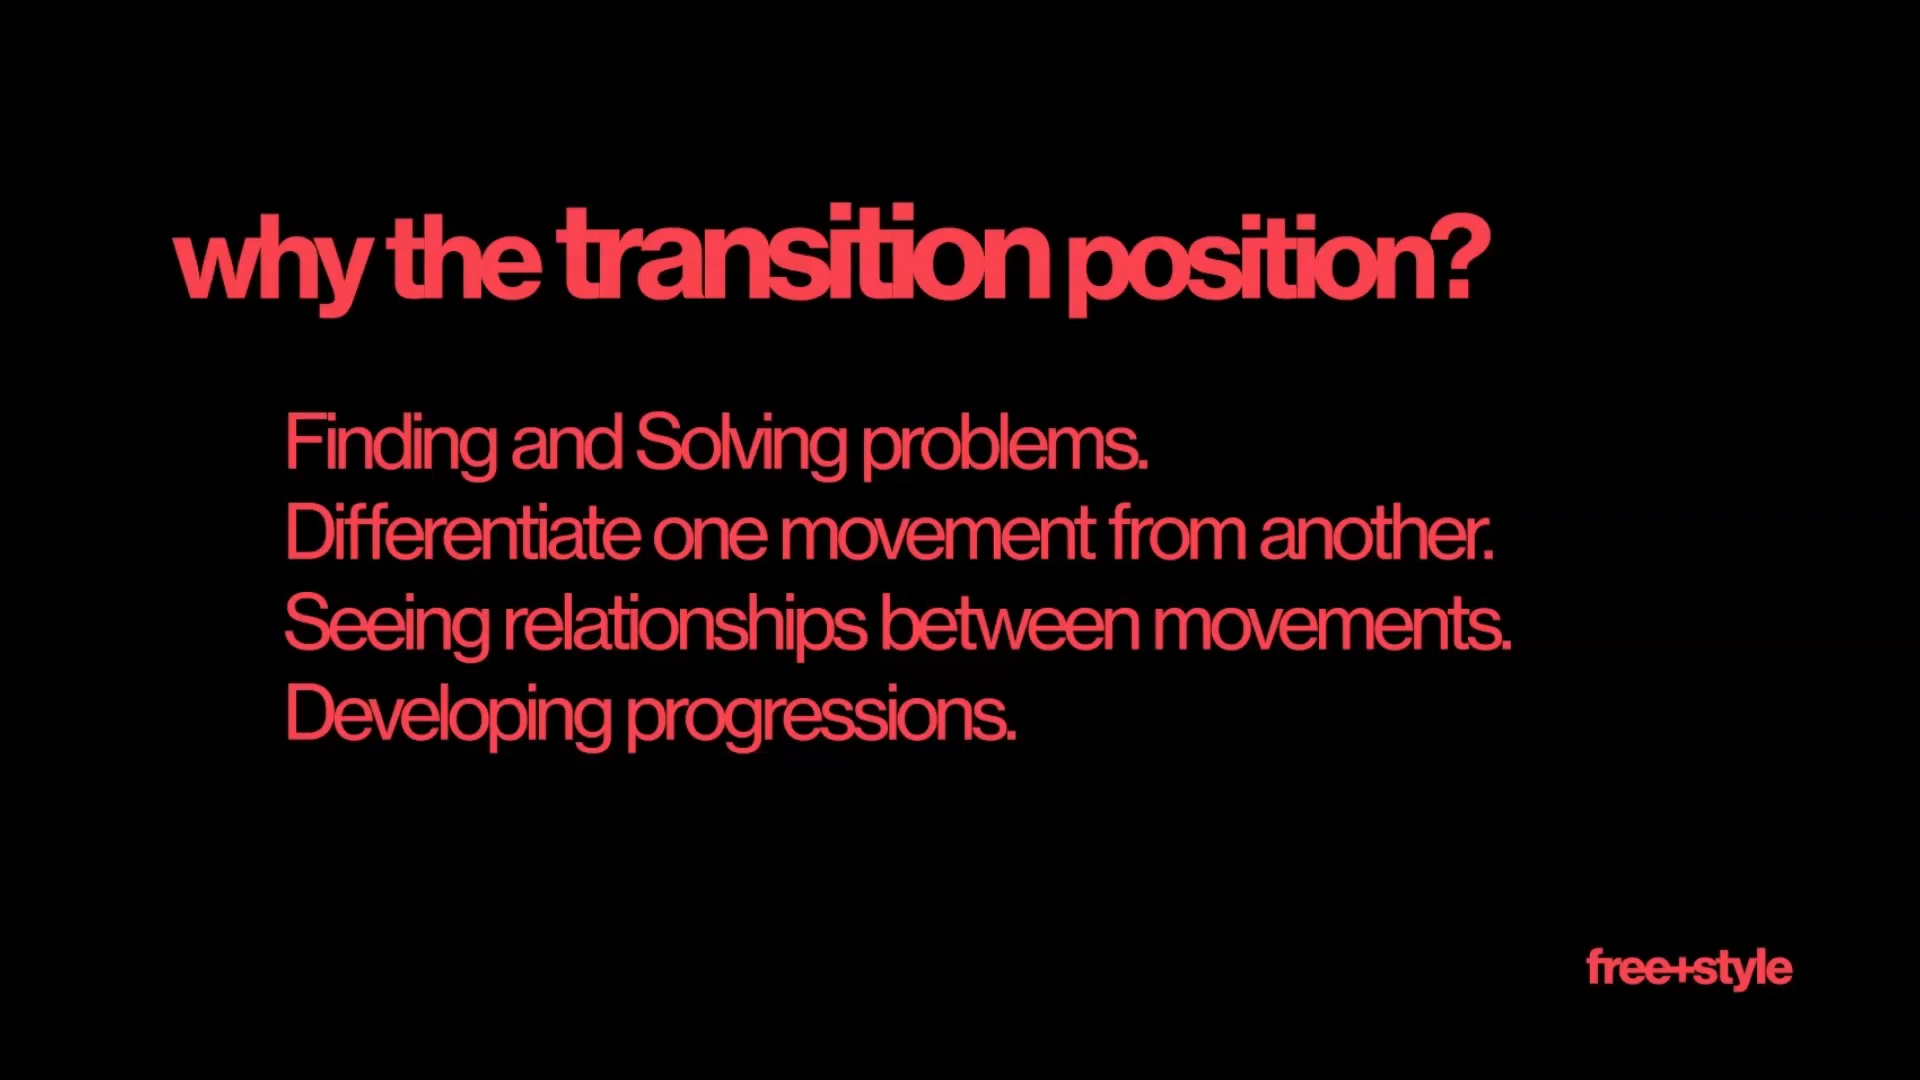 why the transition position?
Finding and Solving problems.
Differentiate one movement from another.
Seeing relationships between movements.
Developing progressions.
free+style